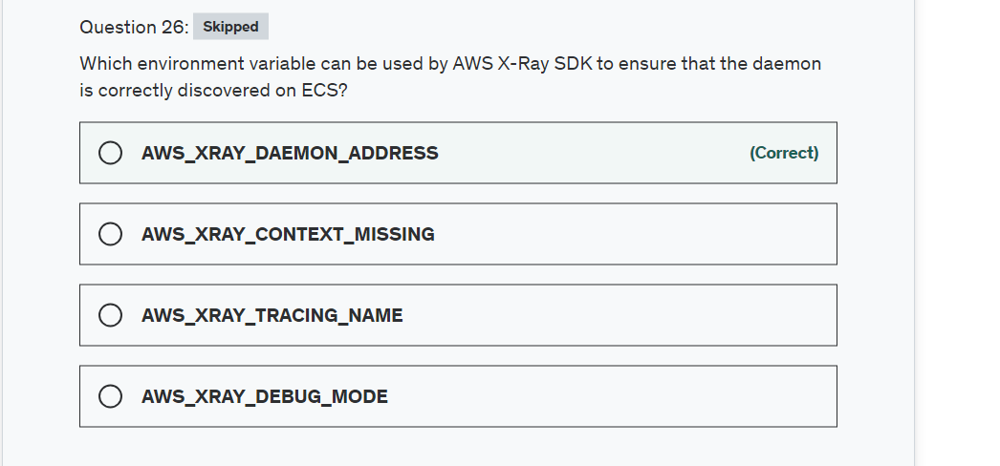 Question 26: Skipped
Which environment variable can be used by AWS X-Ray SDK to ensure that the daemon
is correctly discovered on ECS?
AWS_XRAY_DAEMON_ADDRESS (Correct)
AWS_XRAY_CONTEXT_MISSING
AWS_XRAY_TRACING_NAME
AWS_XRAY_DEBUG_MODE